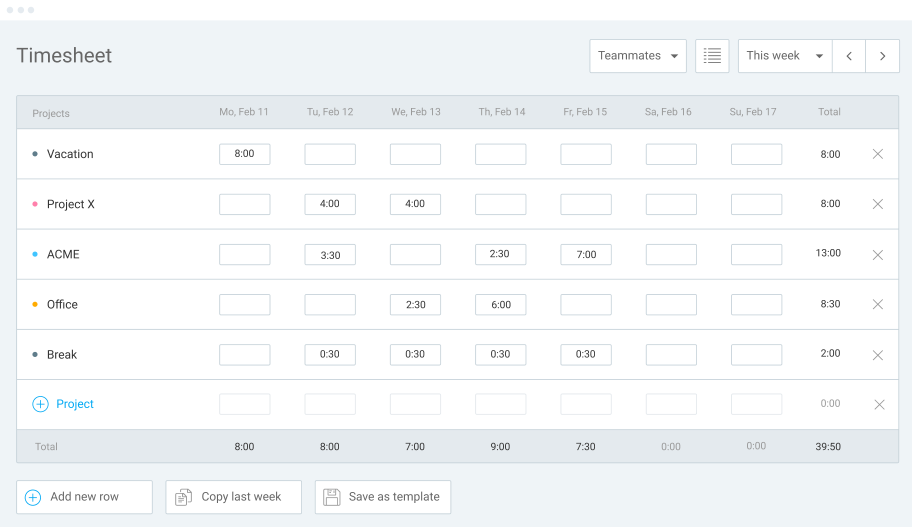 Timesheet
Teammates
This week
Projects Mo, Feb 11 Tu, Feb 12 We, Feb 13 Th, Feb 14 Fr, Feb 15 Sa, Feb 16 Su, Feb 17 Total
Vacation 8:00 8:00
Project X 4:00 4:00 8:00
ACME 3:30 2:30 7:00 13:00
Office 2:30 6:00 8:30
Break 0:30 0:30 0:30 0:30 2:00
Project 0:00
Total 8:00 8:00 7:00 9:00 7:30 0:00 0:00 39:50
Add new row
Copy last week
Save as template